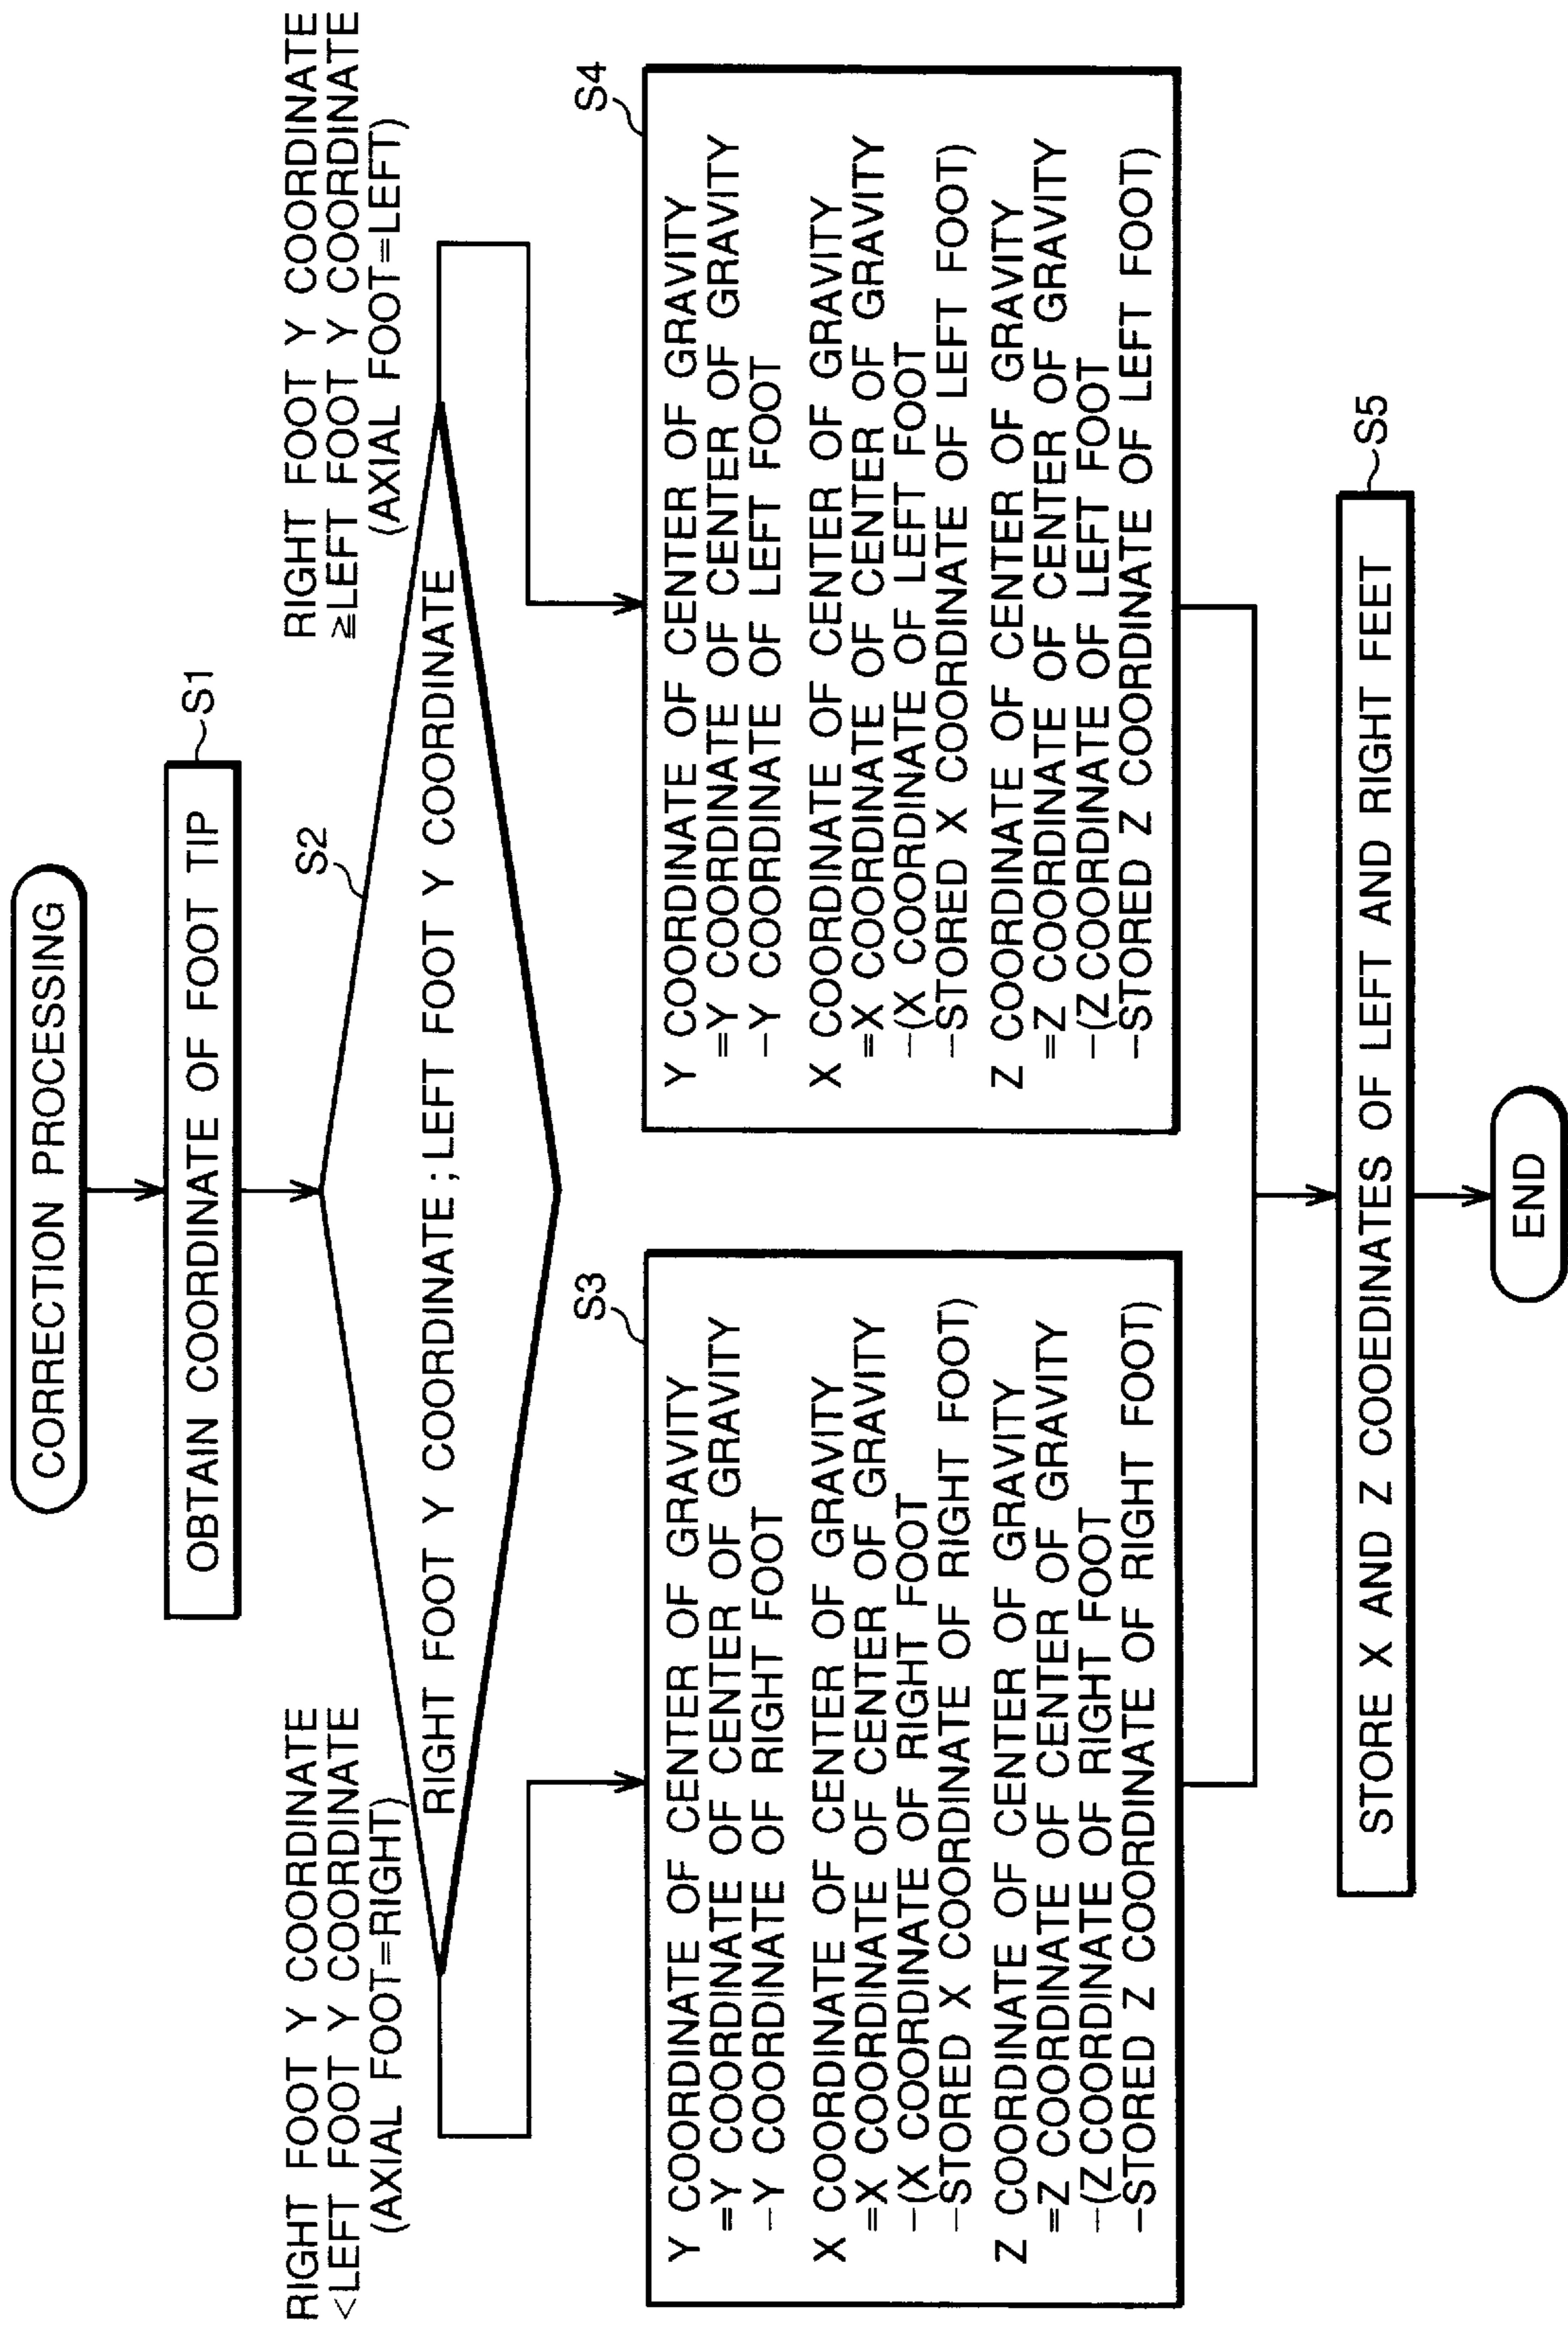 CORRECTION PROCESSING
S1
OBTAIN COORDINATE OF FOOT TIP
RIGHT FOOT Y COORDINATE
<LEFT FOOT Y COORDINATE
(AXIAL FOOT=RIGHT)
S2
RIGHT FOOT Y COORDINATE
≧LEFT FOOT Y COORDINATE
(AXIAL FOOT=LEFT)
RIGHT FOOT Y COORDINATE;LEFT FOOT Y COORDINATE
S3
Y COORDINATE OF CENTER OF GRAVITY
=Y COORDINATE OF CENTER OF GRAVITY
-Y COORDINATE OF RIGHT FOOT
X COORDINATE OF CENTER OF GRAVITY
=X COORDINATE OF CENTER OF GRAVITY
-(X COORDINATE OF RIGHT FOOT
-STORED X COORDINATE OF RIGHT FOOT)
Z COORDINATE OF CENTER OF GRAVITY
=Z COORDINATE OF CENTER OF GRAVITY
-(Z COORDINATE OF RIGHT FOOT
-STORED Z COORDINATE OF RIGHT FOOT)
S4
Y COORDINATE OF CENTER OF GRAVITY
=Y COORDINATE OF CENTER OF GRAVITY
-Y COORDINATE OF LEFT FOOT
X COORDINATE OF CENTER OF GRAVITY
=X COORDINATE OF CENTER OF GRAVITY
-(X COORDINATE OF LEFT FOOT
-STORED X COORDINATE OF LEFT FOOT)
Z COORDINATE OF CENTER OF GRAVITY
=Z COORDINATE OF CENTER OF GRAVITY
-(Z COORDINATE OF LEFT FOOT
-STORED Z COORDINATE OF LEFT FOOT)
S5
STORE X AND Z COOEDINATES OF LEFT AND RIGHT FEET
END